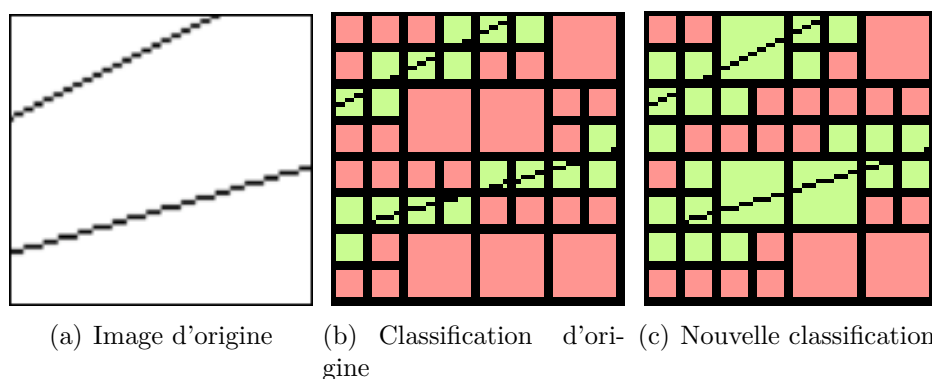 (a) Image d'origine
(b) Classification d'ori-
gine
(c) Nouvelle classification